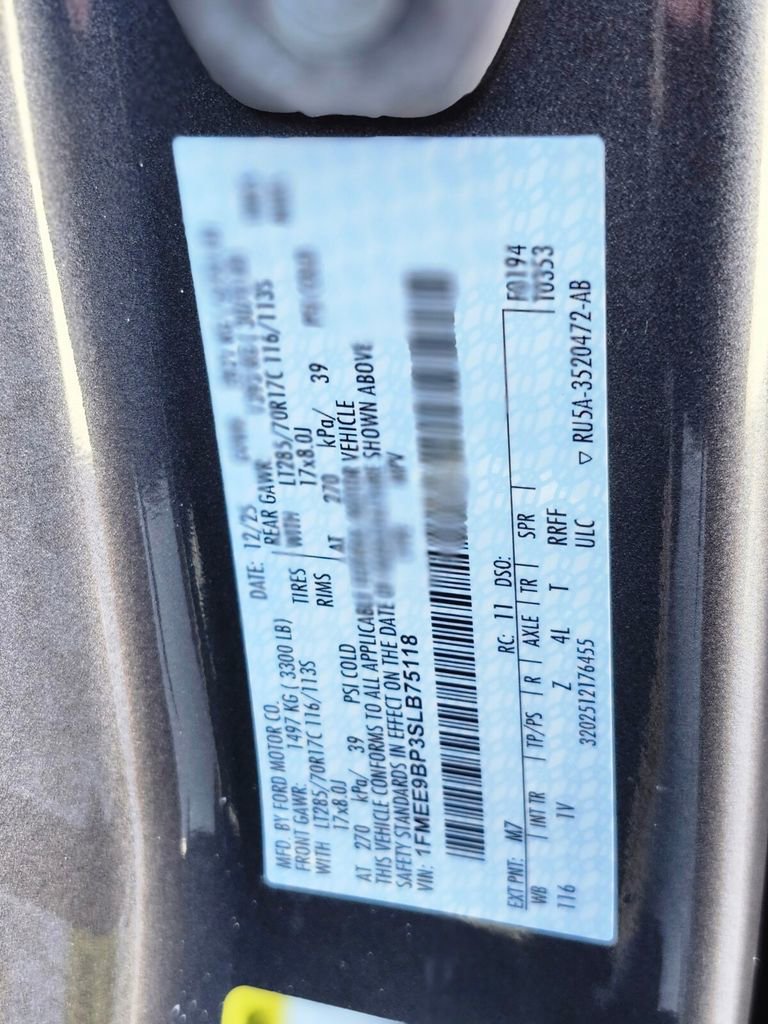 MFD. BY FORD MOTOR CO.
DATE: 12/25
FRONT GAWR: 1497 KG ( 3300 LB)
REAR GAWR
WITH LT285/70R17C 116/113S TIRES
WITH LT285/70R17C 116/113S
17x8.0J RIMS 17x8.0J
AT 270 kPa/ 39 PSI COLD AT 270 kPa/ 39
THIS VEHICLE CONFORMS TO ALL APPLICABLE VEHICLE
SAFETY STANDARDS IN EFFECT ON THE DATE OF SHOWN ABOVE
VIN: 1FMEE9BP3SLB75118
EXT PNT: M7 RC: 11 DSO: F0194
WB INT TR TP/PS R AXLE TR SPR 10353
116 IV Z 4L T RRFF
3202512176455 ULC ▽ RU5A-3520472-AB